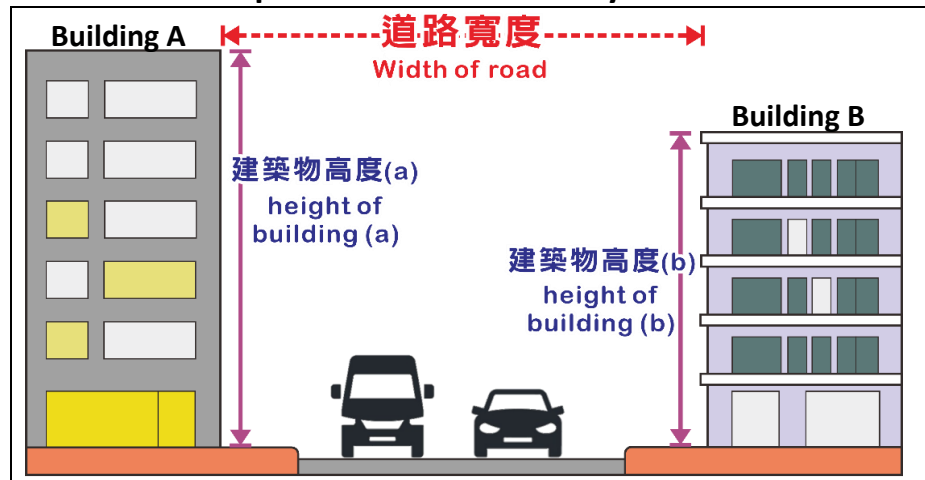 Building A
道路寬度
Width of road
Building B
建築物高度(a)
height of
building (a)
建築物高度(b)
height of
building (b)